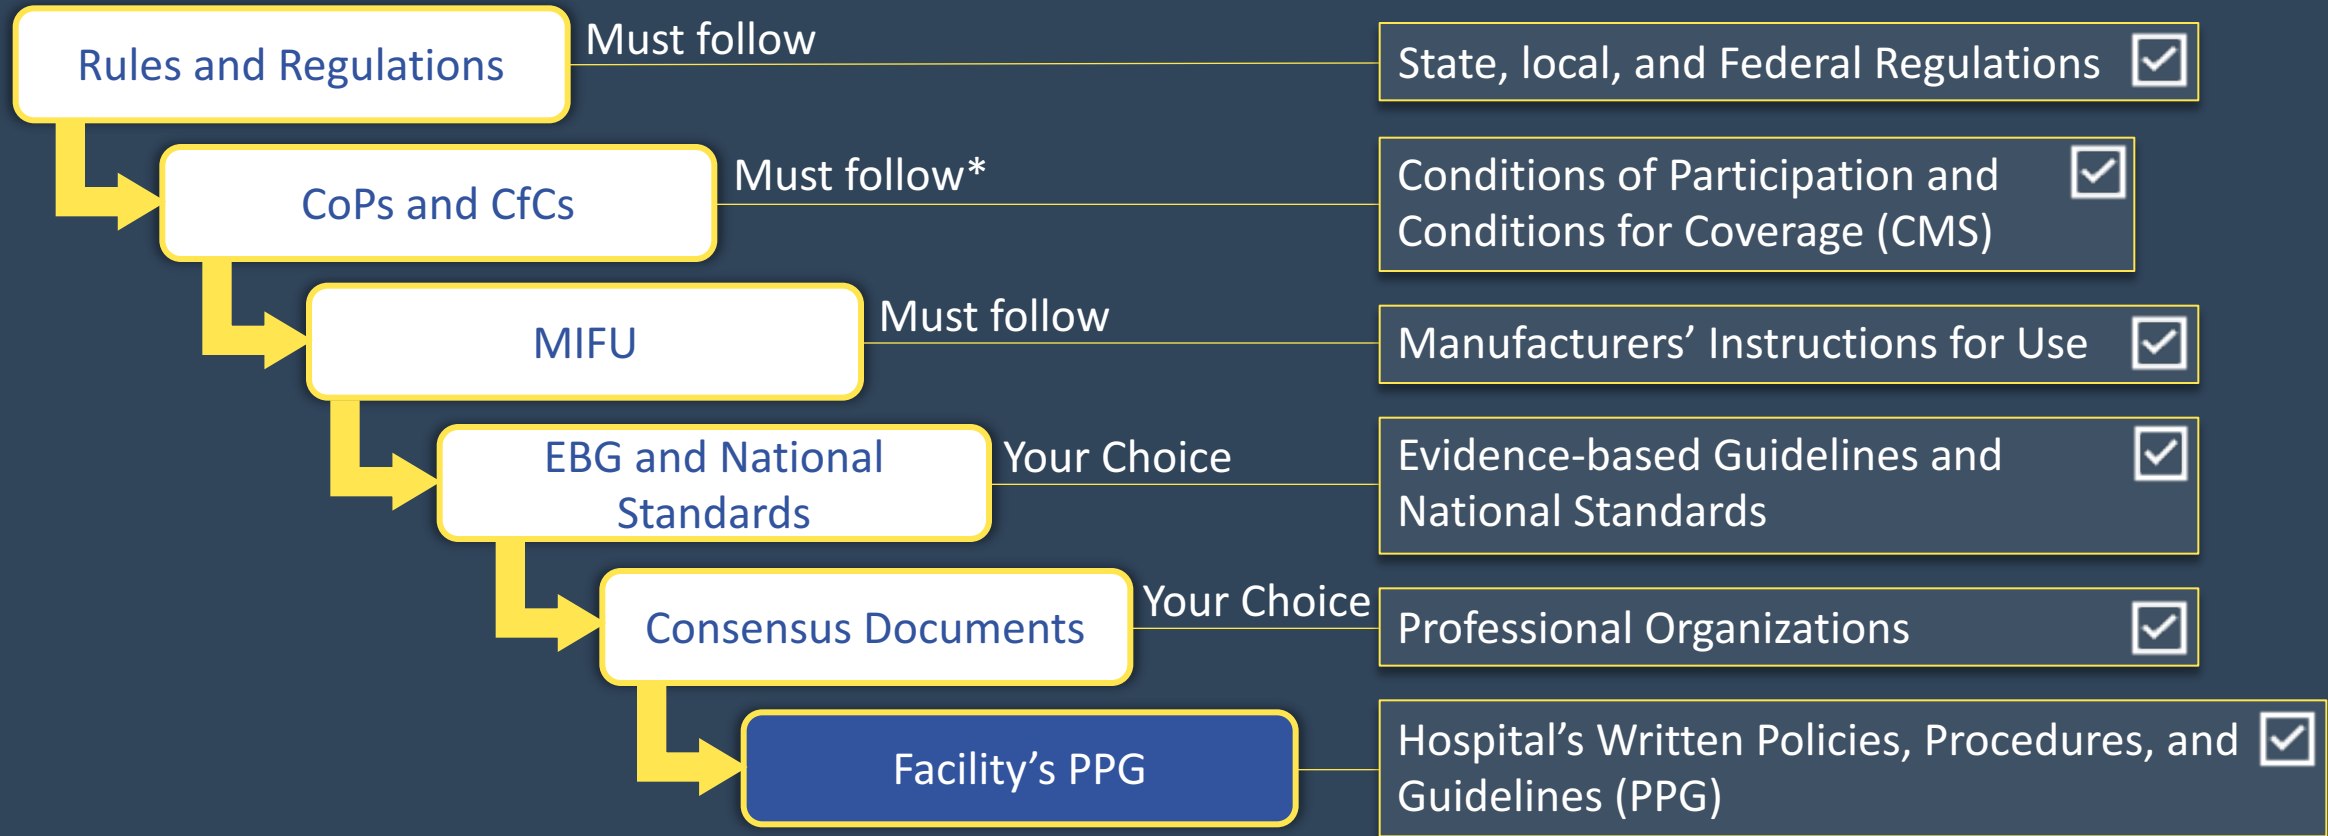 Rules and Regulations
Must follow
State, local, and Federal Regulations
CoPs and CfCs
Must follow*
Conditions of Participation and
Conditions for Coverage (CMS)
MIFU
Must follow
Manufacturers’ Instructions for Use
EBG and National
Standards
Your Choice
Evidence-based Guidelines and
National Standards
Consensus Documents
Your Choice
Professional Organizations
Facility’s PPG
Hospital’s Written Policies, Procedures, and
Guidelines (PPG)